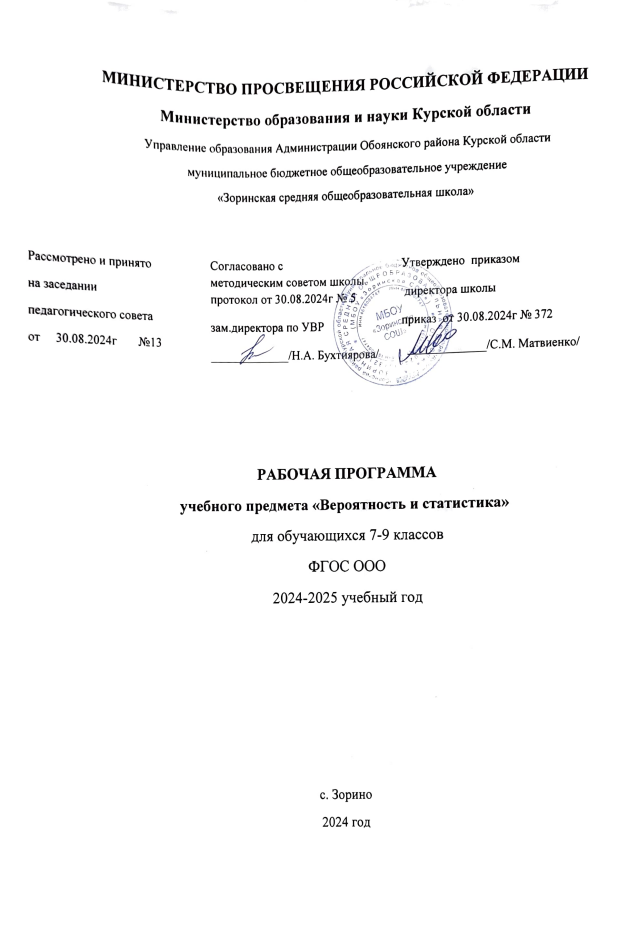 МИНИСТЕРСТВО ПРОСВЕЩЕНИЯ РОССИЙСКОЙ ФЕДЕРАЦИИ
Министерство образования и науки Курской области
Управление образования Администрации Обоянского района Курской области
муниципальное бюджетное общеобразовательное учреждение
«Зоринская средняя общеобразовательная школа»
Рассмотрено и принято
на заседании
педагогического совета
от 30.08.2024г №13
Согласовано с
методическим советом школы
протокол от 30.08.2024г № 5
зам.директора по УВР
/Н.А. Бухтиярова/
Утверждено приказом
директора школы
приказ от 30.08.2024г № 372
/С.М. Матвиенко/
МБОУ
РАБОЧАЯ ПРОГРАММА
учебного предмета «Вероятность и статистика»
для обучающихся 7-9 классов
ФГОС ООО
2024-2025 учебный год
с. Зорино
2024 год